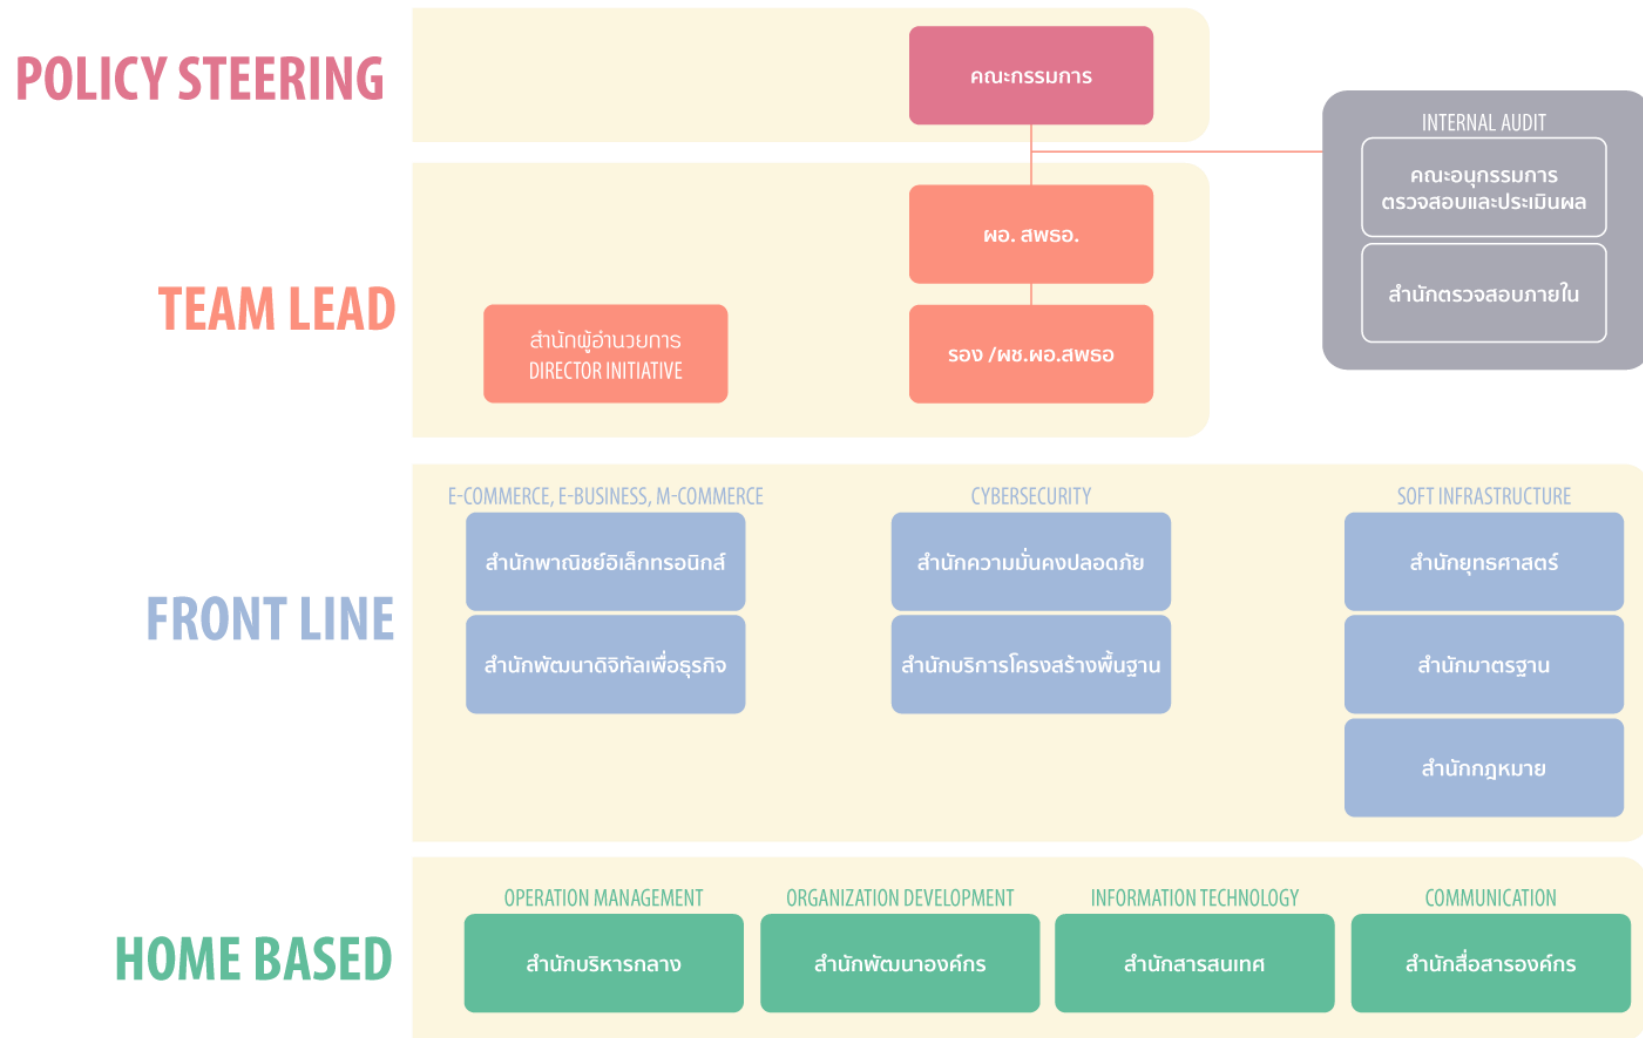 POLICY STEERING
คณะกรรมการ
INTERNAL AUDIT
คณะอนุกรรมการ
ตรวจสอบและประเมินผล
สำนักตรวจสอบภายใน
TEAM LEAD
ผอ. สพธอ.
สำนักผู้อำนวยการ
DIRECTOR INITIATIVE
รอง /ผช.ผอ.สพธอ
FRONT LINE
E-COMMERCE, E-BUSINESS, M-COMMERCE
สำนักพาณิชย์อิเล็กทรอนิกส์
สำนักพัฒนาดิจิทัลเพื่อธุรกิจ
CYBERSECURITY
สำนักความมั่นคงปลอดภัย
สำนักบริการโครงสร้างพื้นฐาน
SOFT INFRASTRUCTURE
สำนักยุทธศาสตร์
สำนักมาตรฐาน
สำนักกฎหมาย
HOME BASED
OPERATION MANAGEMENT
สำนักบริหารกลาง
ORGANIZATION DEVELOPMENT
สำนักพัฒนาองค์กร
INFORMATION TECHNOLOGY
สำนักสารสนเทศ
COMMUNICATION
สำนักสื่อสารองค์กร